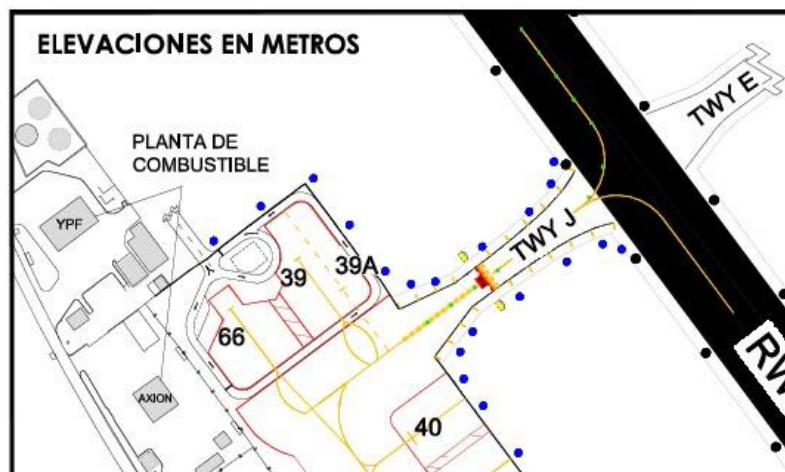 ELEVACIONES EN METROS
TWY E
PLANTA DE
COMBUSTIBLE
YPF
TWY J
39
39A
66
AXION
40
RW